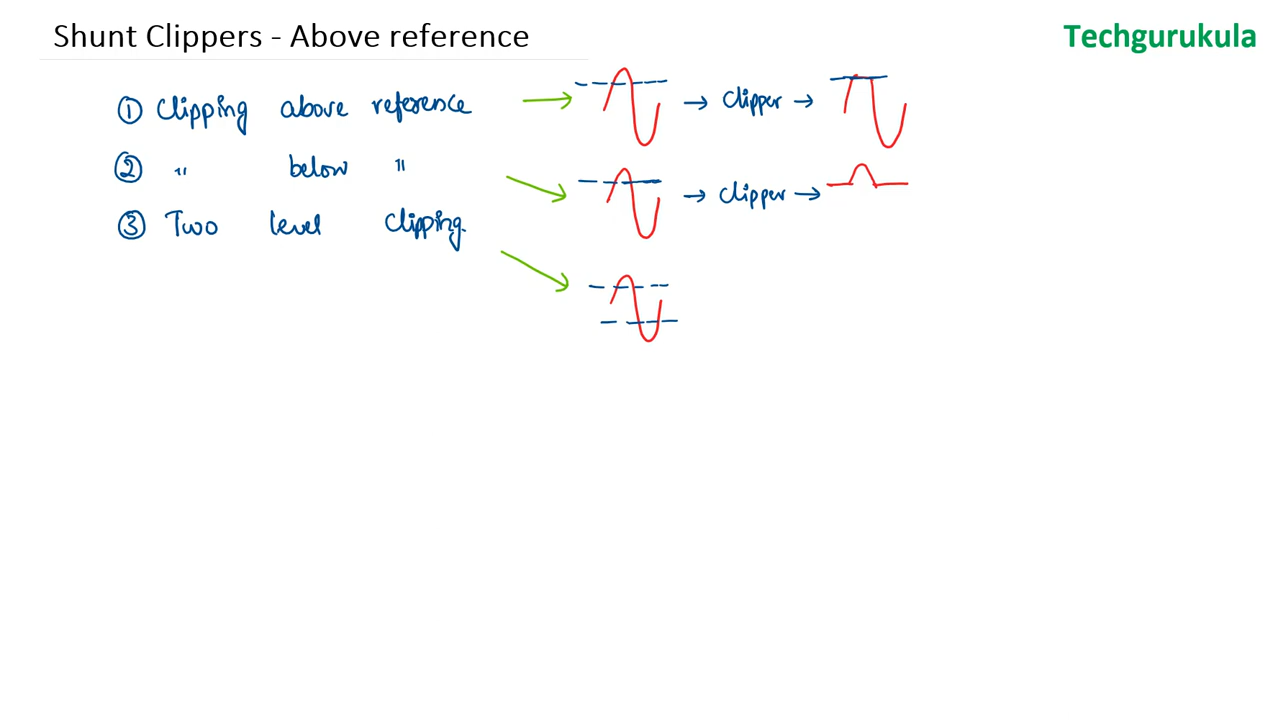 Shunt Clippers - Above reference
Techgurukula
① Clipping above reference → → Clipper →
② " below " → → Clipper →
③ Two level Clipping. →